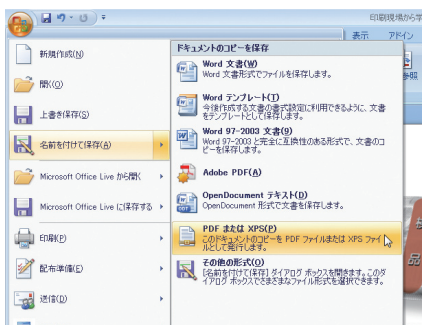 印刷現場から学
表示 アドイン
新規作成(N)
開く(O)
上書き保存(S)
名前を付けて保存(A)
Microsoft Office Live から開く
Microsoft Office Live に保存する
印刷(P)
配布準備(E)
送信(D)
ドキュメントのコピーを保存
Word 文書(W)
Word 文書形式でファイルを保存します。
Word テンプレート(T)
今後作成する文書の書式設定に利用できるように、文書
をテンプレートとして保存します。
Word 97-2003 文書(9)
Word 97-2003 と完全に互換性のある形式で、文書のコ
ピーを保存します。
Adobe PDF(A)
OpenDocument テキスト(D)
OpenDocument 形式で文書を保存します。
PDF または XPS(P)
このドキュメントのコピーを PDF ファイルまたは XPS ファイ
ルとして発行します。
その他の形式(O)
[名前を付けて保存] ダイアログ ボックスを開きます。このダ
イアログ ボックスでさまざまなファイル形式を選択できます。
参照
品